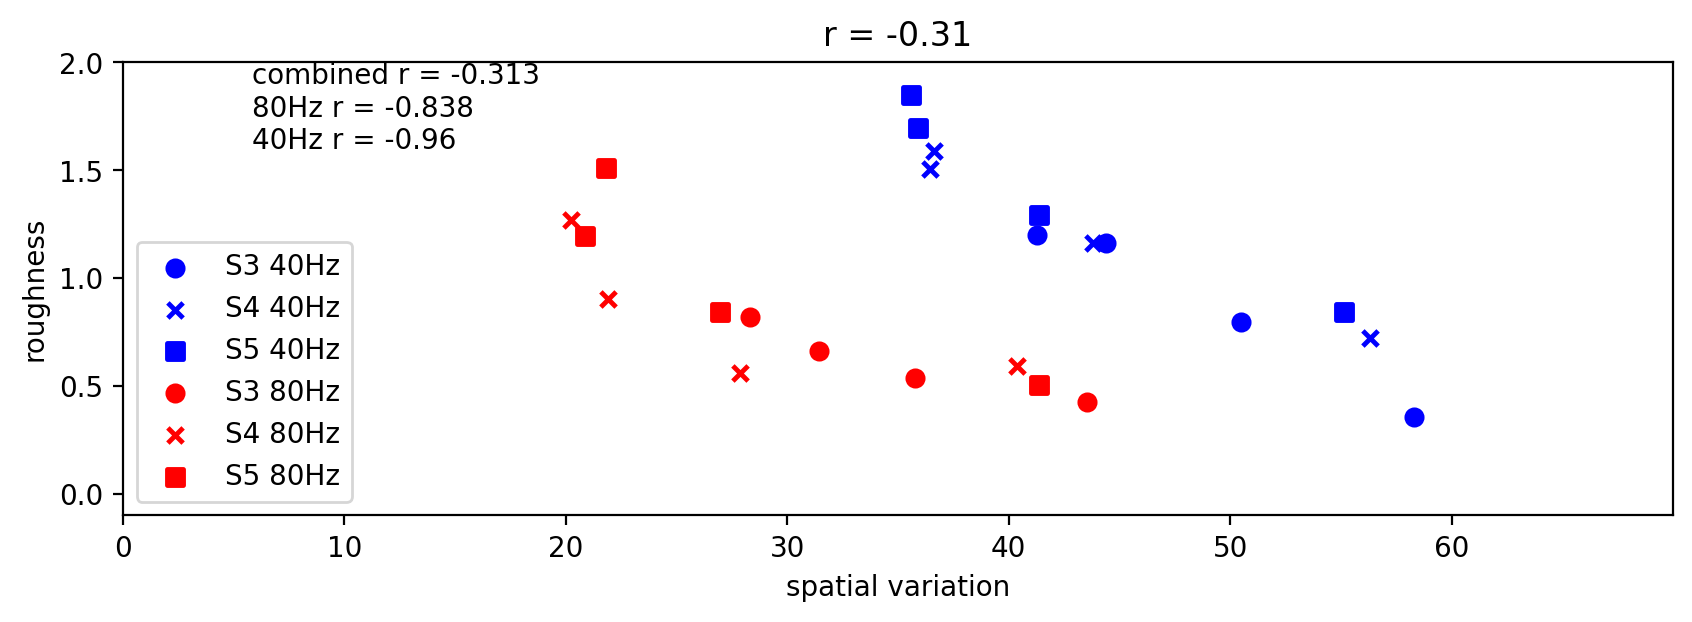 r = -0.31
combined r = -0.313
80Hz r = -0.838
40Hz r = -0.96
2.0
1.5
1.0
0.5
0.0
roughness
S3 40Hz
S4 40Hz
S5 40Hz
S3 80Hz
S4 80Hz
S5 80Hz
0 10 20 30 40 50 60
spatial variation